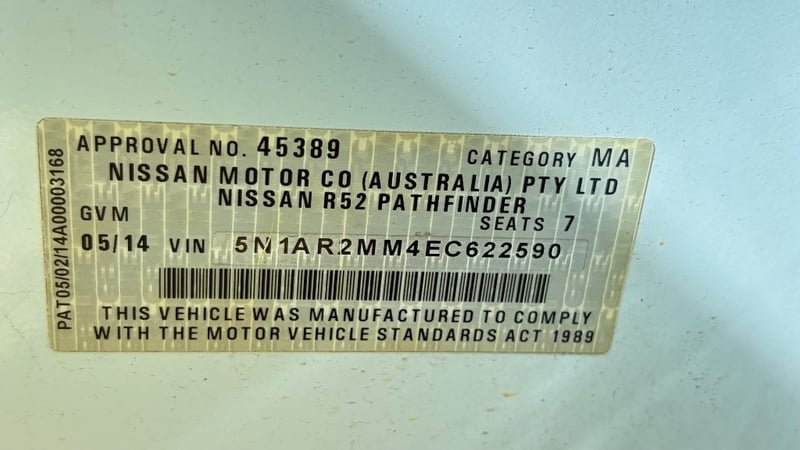 APPROVAL NO. 45389 CATEGORY MA
NISSAN MOTOR CO (AUSTRALIA) PTY LTD
NISSAN R52 PATHFINDER
GVM SEATS 7
05/14 VIN 5N1AR2MM4EC622590
THIS VEHICLE WAS MANUFACTURED TO COMPLY
WITH THE MOTOR VEHICLE STANDARDS ACT 1989
PAT05/02/14A00003168